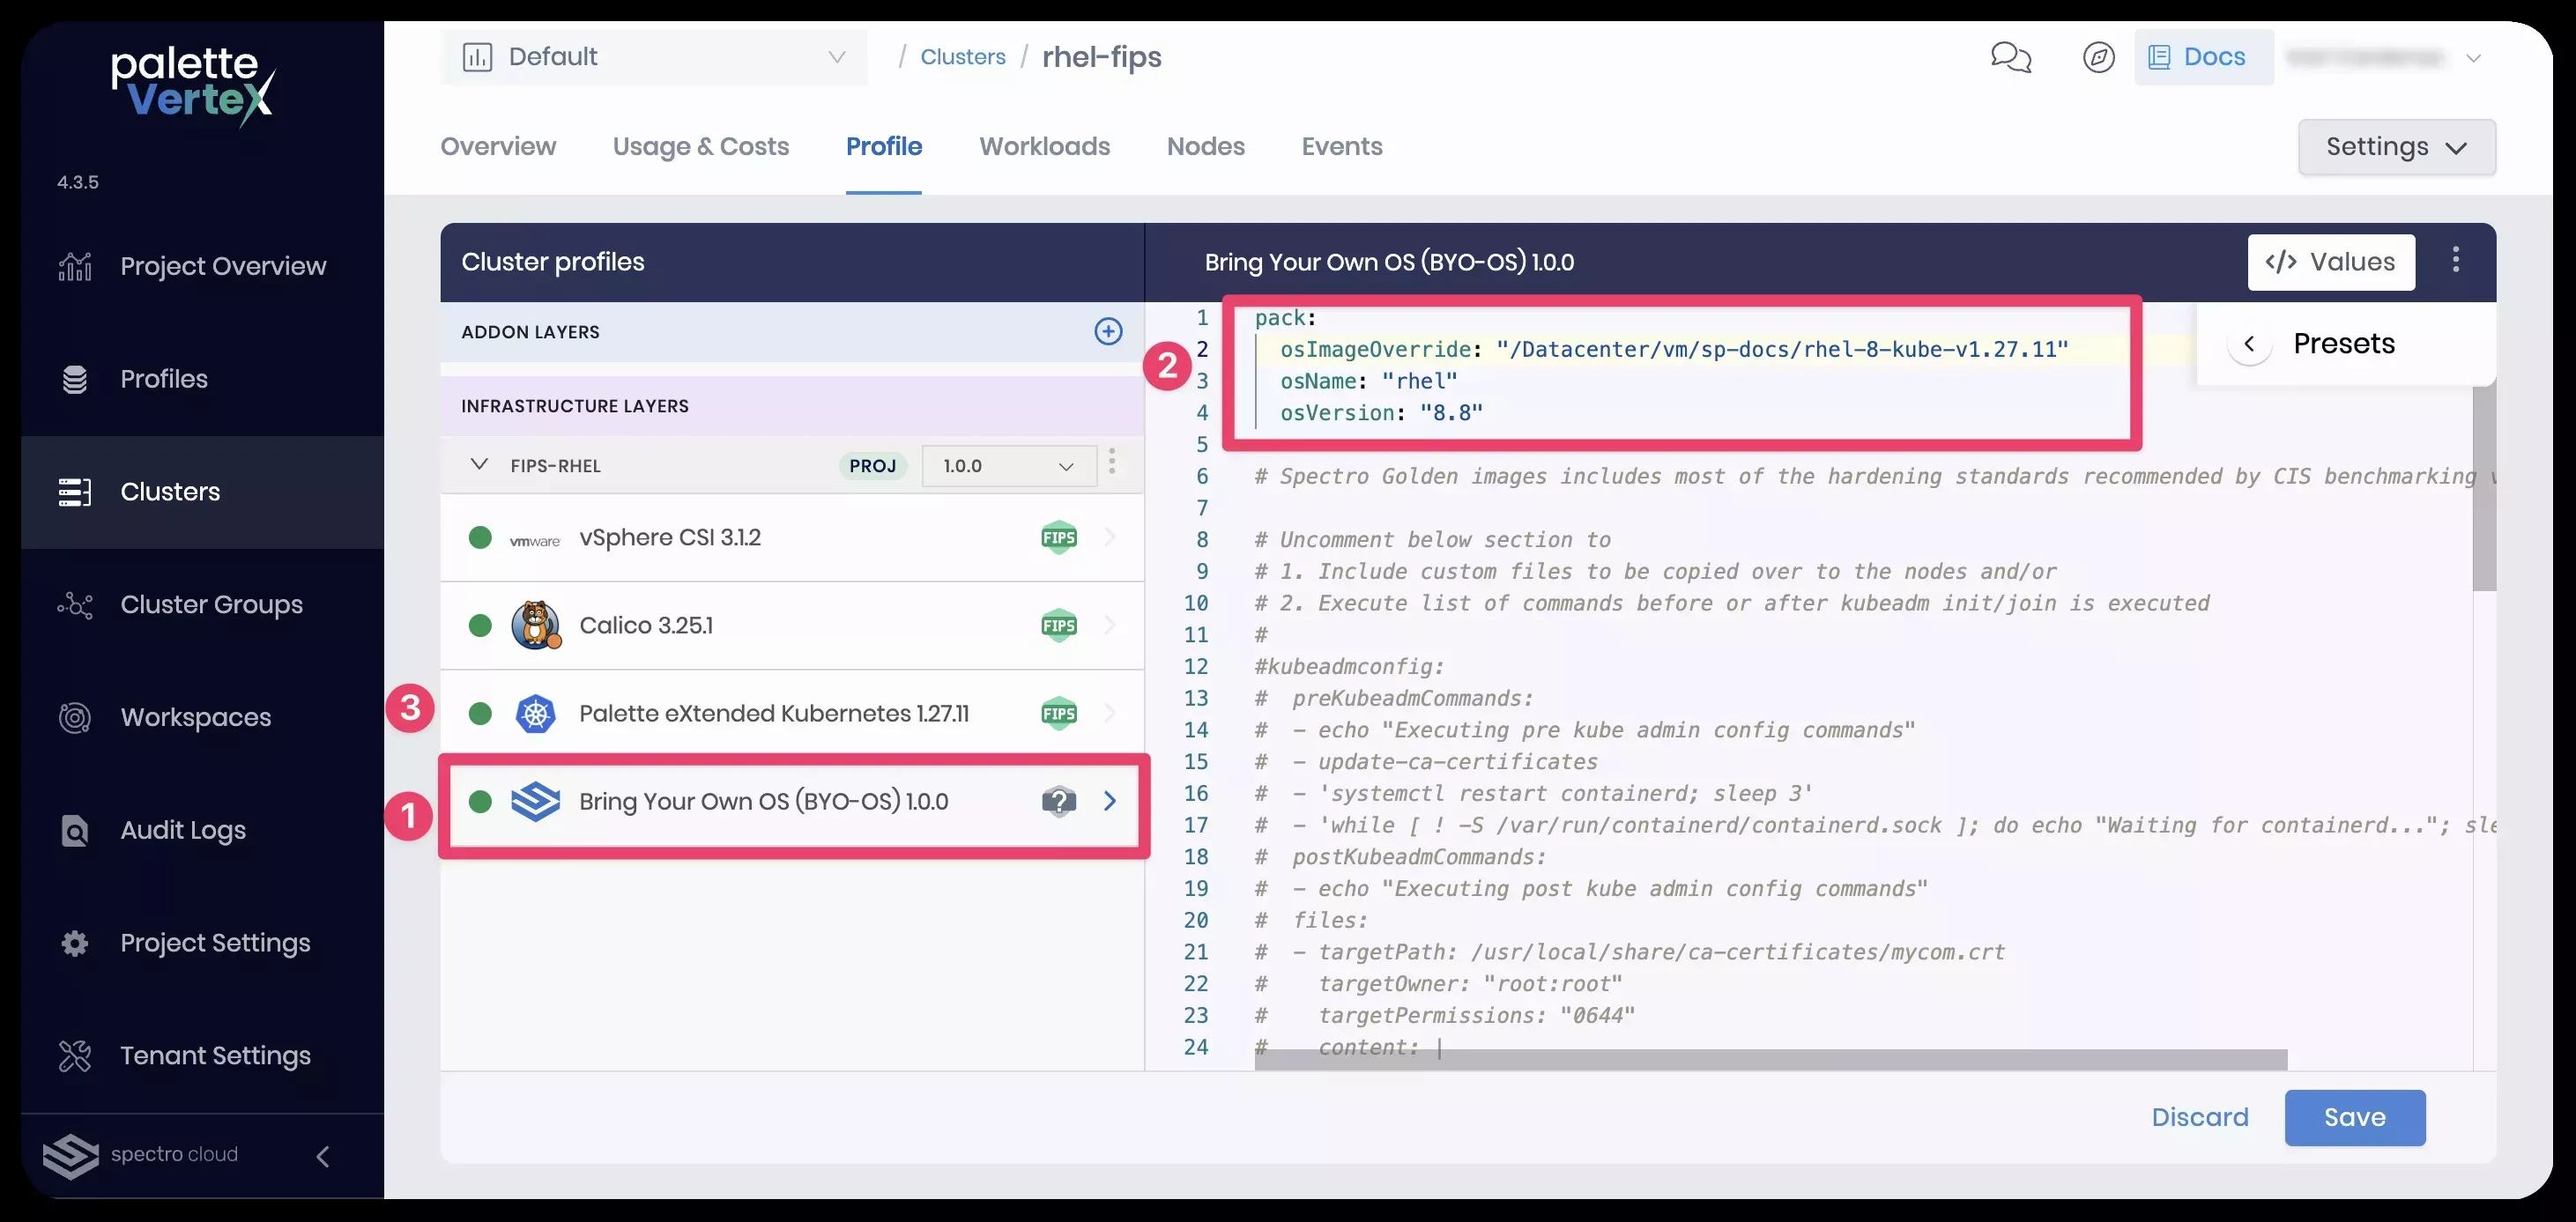 palette
VerteX
4.3.5
Project Overview
Profiles
Clusters
Cluster Groups
Workspaces
Audit Logs
Project Settings
Tenant Settings
spectro cloud
Default
/ Clusters / rhel-fips
Docs
Overview
Usage & Costs
Profile
Workloads
Nodes
Events
Settings
Cluster profiles
ADDON LAYERS
INFRASTRUCTURE LAYERS
FIPS-RHEL
PROJ
1.0.0
vmware vSphere CSI 3.1.2
FIPS
Calico 3.25.1
FIPS
3
Palette eXtended Kubernetes 1.27.11
FIPS
1
Bring Your Own OS (BYO-OS) 1.0.0
?
Bring Your Own OS (BYO-OS) 1.0.0
</> Values
Presets
2
1 pack:
2 osImageOverride: "/Datacenter/vm/sp-docs/rhel-8-kube-v1.27.11"
3 osName: "rhel"
4 osVersion: "8.8"
5
6 # Spectro Golden images includes most of the hardening standards recommended by CIS benchmarking
7
8 # Uncomment below section to
9 # 1. Include custom files to be copied over to the nodes and/or
10 # 2. Execute list of commands before or after kubeadm init/join is executed
11 #
12 #kubeadmconfig:
13 #  preKubeadmCommands:
14 #  - echo "Executing pre kube admin config commands"
15 #  - update-ca-certificates
16 #  - 'systemctl restart containerd; sleep 3'
17 #  - 'while [ ! -S /var/run/containerd/containerd.sock ]; do echo "Waiting for containerd..."; sle
18 #  postKubeadmCommands:
19 #  - echo "Executing post kube admin config commands"
20 #  files:
21 #  - targetPath: /usr/local/share/ca-certificates/mycom.crt
22 #    targetOwner: "root:root"
23 #    targetPermissions: "0644"
24 #    content: |
Discard
Save